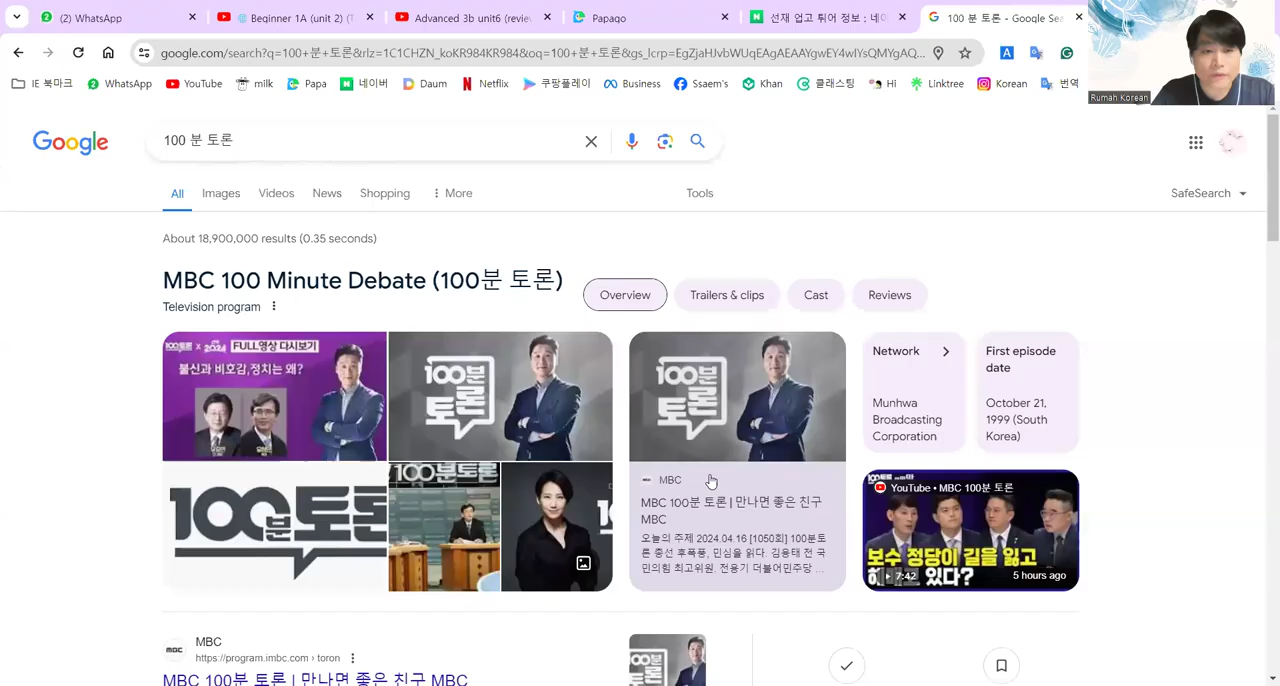 (2) WhatsApp
Beginner 1A (unit 2) (T
Advanced 3b unit6 (revie
Papago
선재 업고 튀어 정보 : 네이
100 분 토론 - Google Sea
google.com/search?q=100+분+토론&rlz=1C1CHZN_koKR984KR984&oq=100+분+토론&gs_lcrp=EgZjaHJvbWUqEAgAEAAYgwEY4wIYsQMYgAQ...
IE 북마크
WhatsApp
YouTube
milk
Papa
네이버
Daum
Netflix
쿠팡플레이
Business
Ssaem's
Khan
클래스팅
Hi
Linktree
Korean
번역
Rumah Korean
Google
100 분 토론
All
Images
Videos
News
Shopping
More
Tools
SafeSearch
About 18,900,000 results (0.35 seconds)
MBC 100 Minute Debate (100분 토론)
Television program
Overview
Trailers & clips
Cast
Reviews
100분토론 x 2024 FULL영상 다시보기
불신과 비호감,정치는 왜?
100분
토론
100분
토론
Network
Munhwa
Broadcasting
Corporation
First episode
date
October 21,
1999 (South
Korea)
100분토론
100분토론
MBC
MBC 100분 토론 | 만나면 좋은 친구
MBC
오늘의 주제 2024.04.16 [1050회] 100분토
론 총선 후폭풍, 민심을 읽다. 김용태 전 국
민의힘 최고위원. 전용기 더불어민주당 ...
YouTube • MBC 100분 토론
보수 정당이 길을 잃고
있다?
7:42
5 hours ago
MBC
https://program.imbc.com › toron
MBC 100분 토론 | 만나면 좋은 친구 MBC